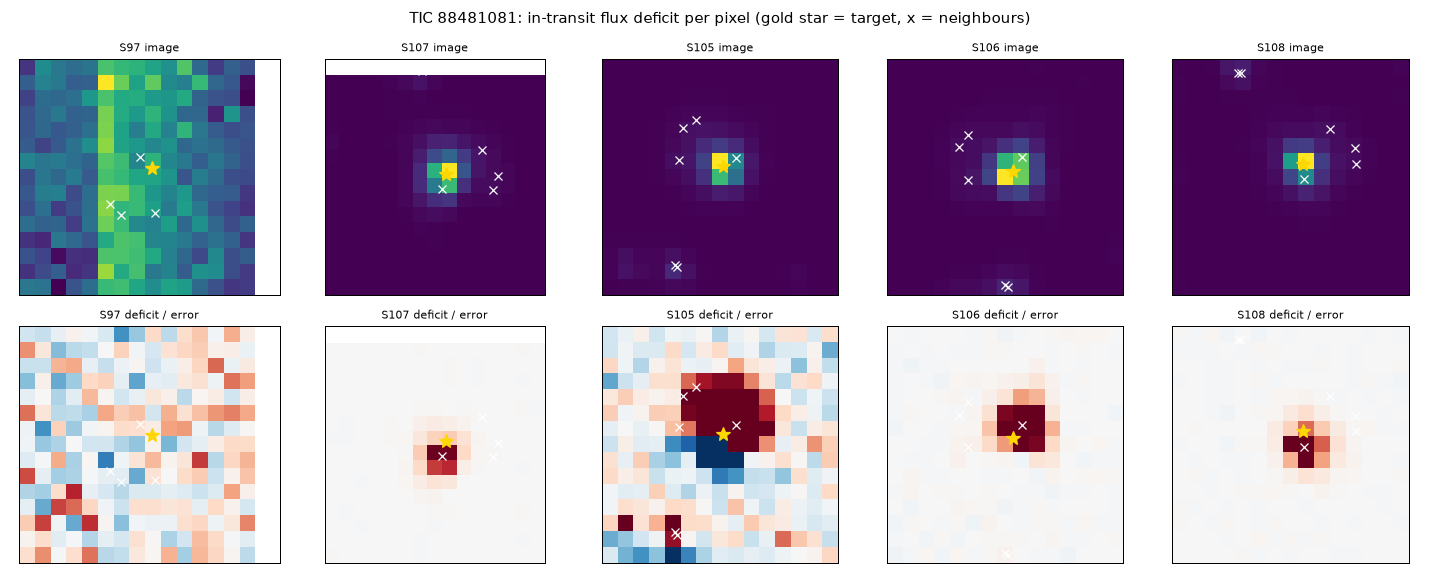 TIC 88481081: in-transit flux deficit per pixel (gold star = target, x = neighbours)
S97 image
S107 image
S105 image
S106 image
S108 image
S97 deficit / error
S107 deficit / error
S105 deficit / error
S106 deficit / error
S108 deficit / error